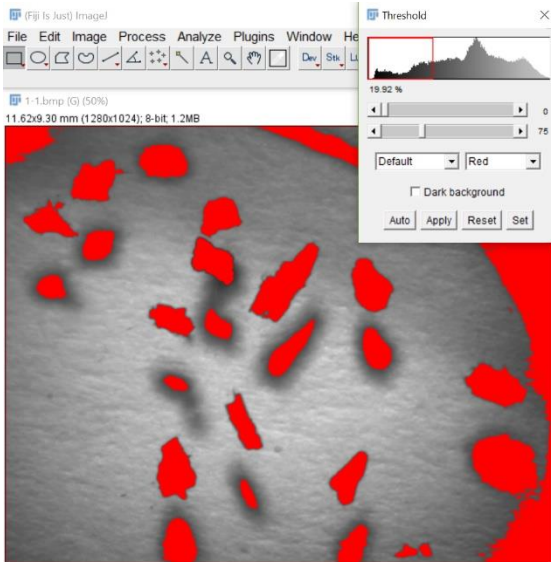 (Fiji Is Just) ImageJ
File Edit Image Process Analyze Plugins Window He
Dev Stk Lu
1-1.bmp (G) (50%)
11.62x9.30 mm (1280x1024); 8-bit; 1.2MB
Threshold
19.92 %
0
75
Default Red
Dark background
Auto Apply Reset Set